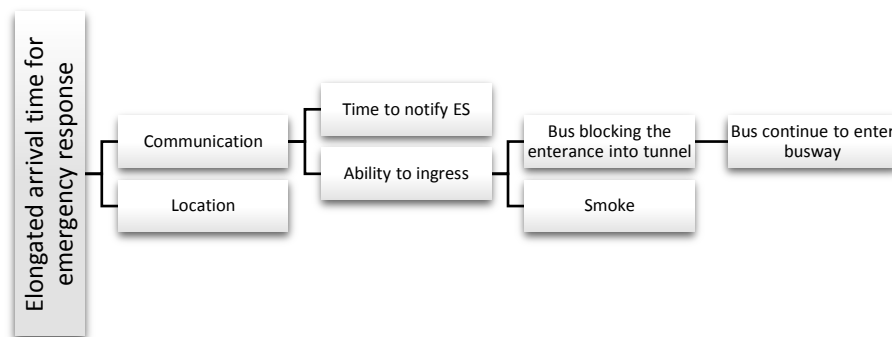 Elongated arrival time for
emergency response
Communication
Location
Time to notify ES
Ability to ingress
Bus blocking the
enterance into tunnel
Smoke
Bus continue to enter
busway